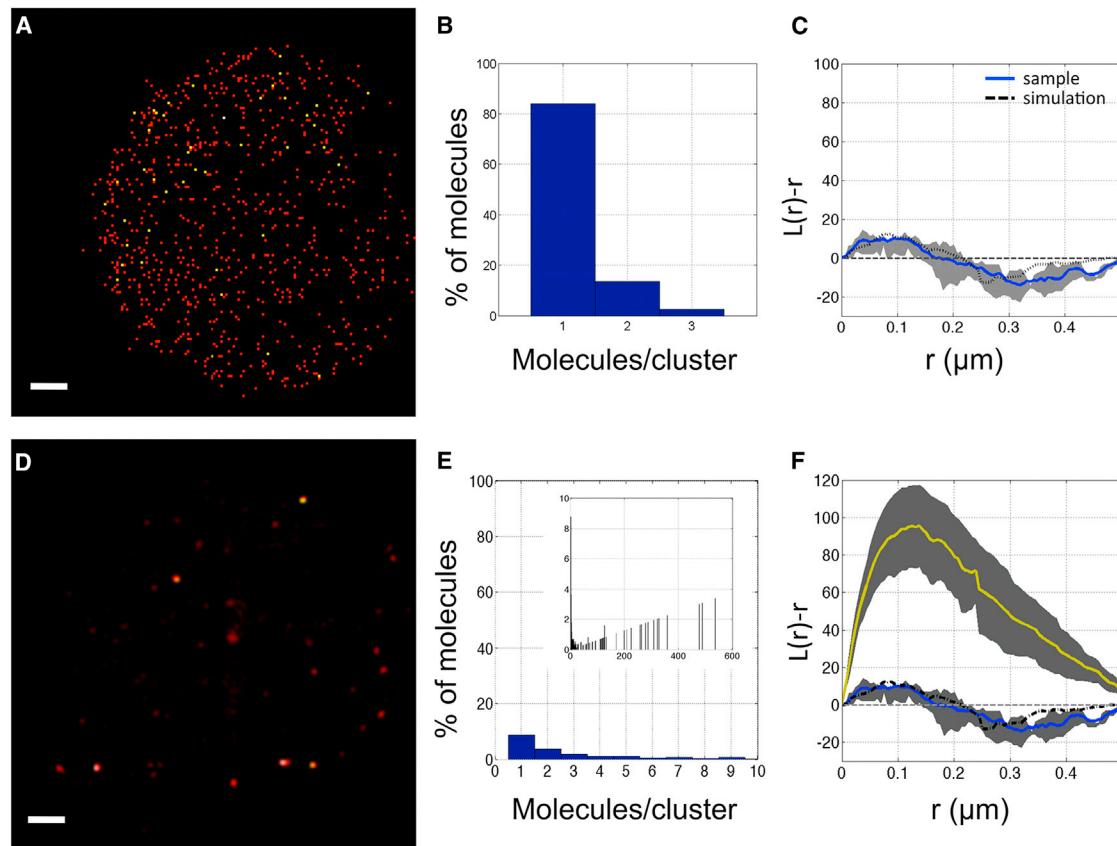 A
B
% of molecules
100
80
60
40
20
0
1 2 3
Molecules/cluster
C
L(r)-r
100
80
60
40
20
0
-20
sample
simulation
0 0.1 0.2 0.3 0.4
r (µm)
D
E
% of molecules
100
80
60
40
20
0
10
8
6
4
2
0
0 200 400 600
0 1 2 3 4 5 6 7 8 9 10
Molecules/cluster
F
L(r)-r
120
100
80
60
40
20
0
-20
0 0.1 0.2 0.3 0.4
r (µm)